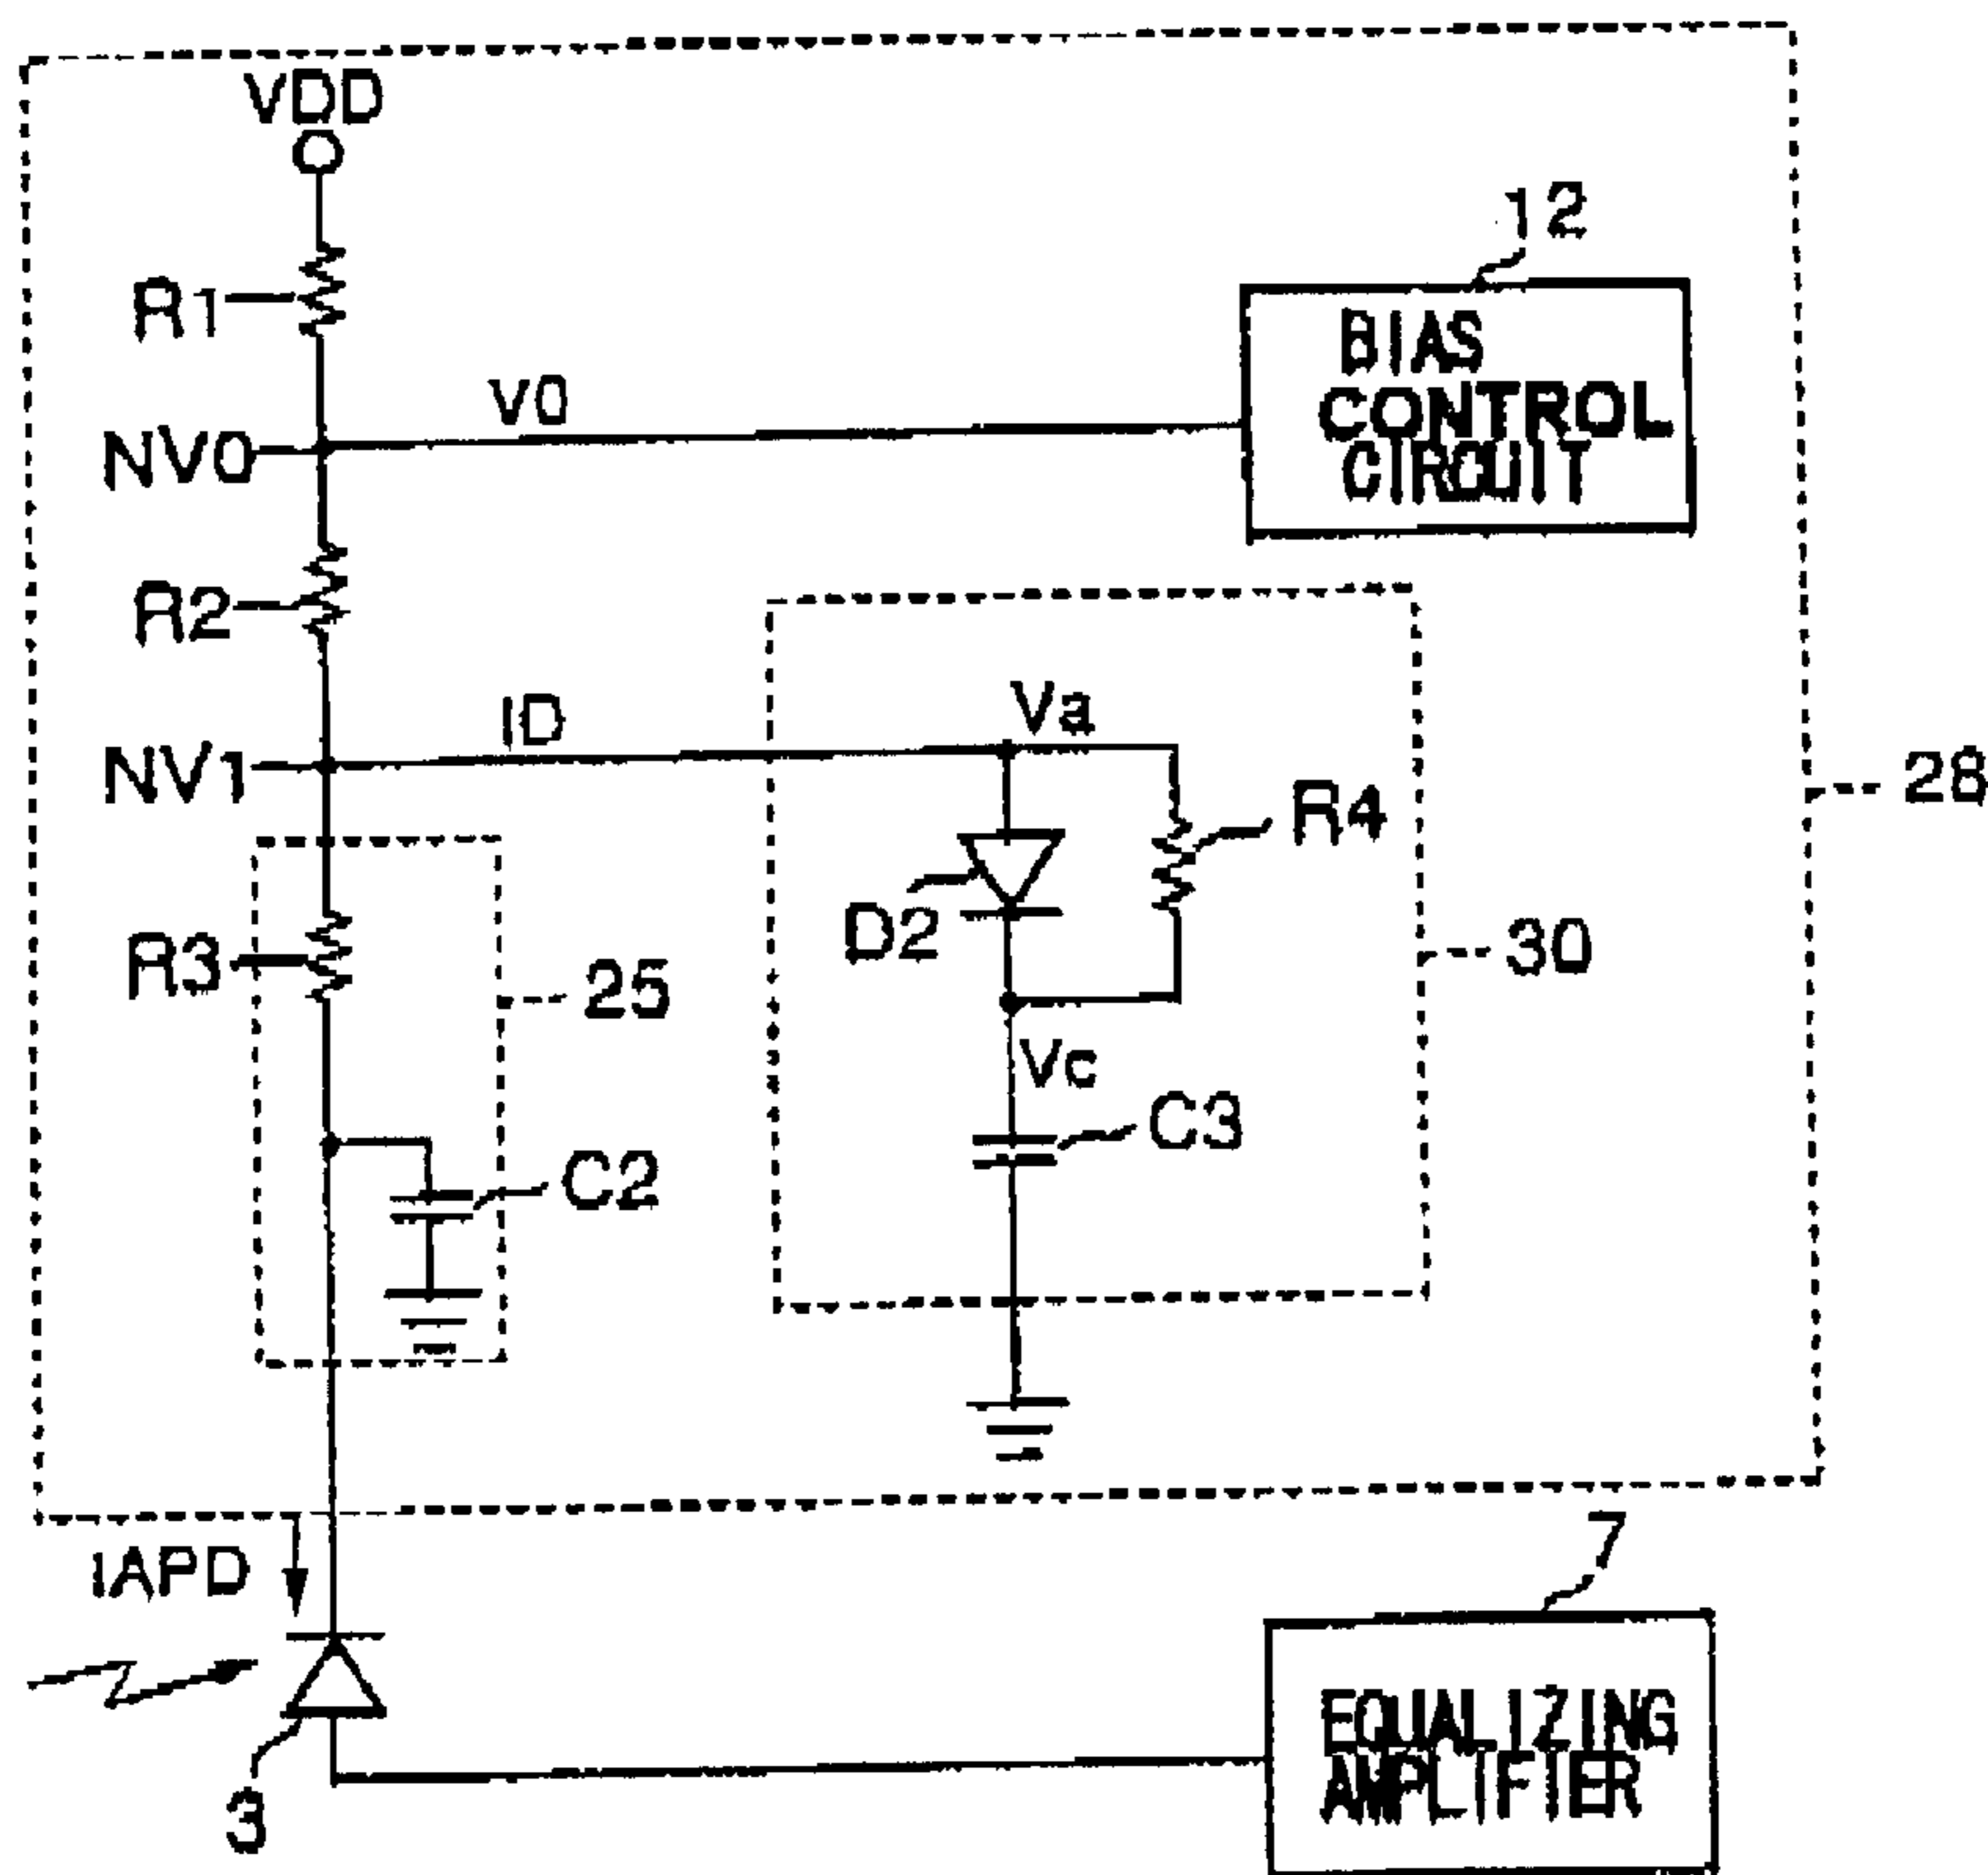 VDD
12
R1
BIAS
CONTROL
CIRCUIT
V0
NV0
R2
Va
ID
NV1
28
R4
D2
30
R3
25
Vc
C3
C2
7
IAPD
EQUALIZING
AMPLIFIER
3